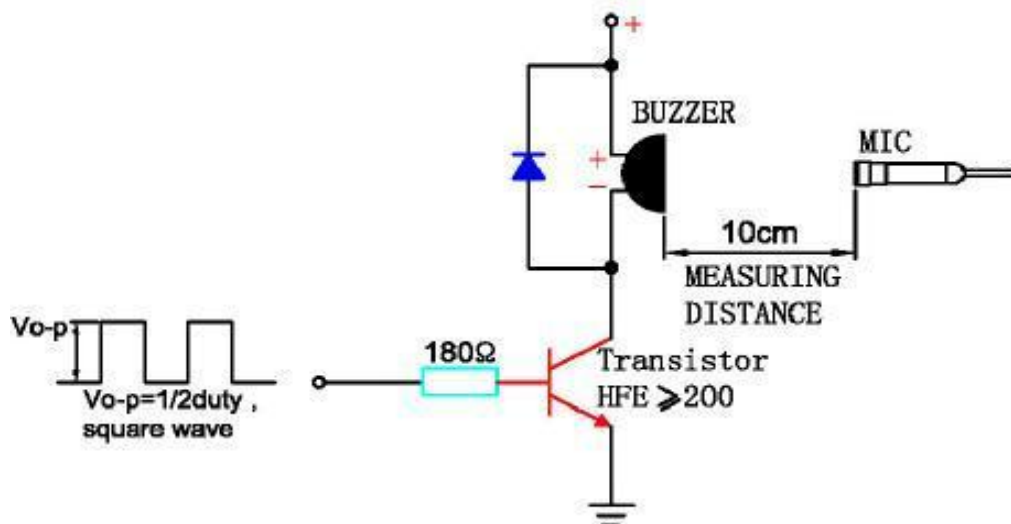 +
BUZZER
MIC
+
−
10cm
MEASURING
DISTANCE
Vo-p
180Ω
Transistor
HFE ⩾200
Vo-p=1/2duty ,
square wave